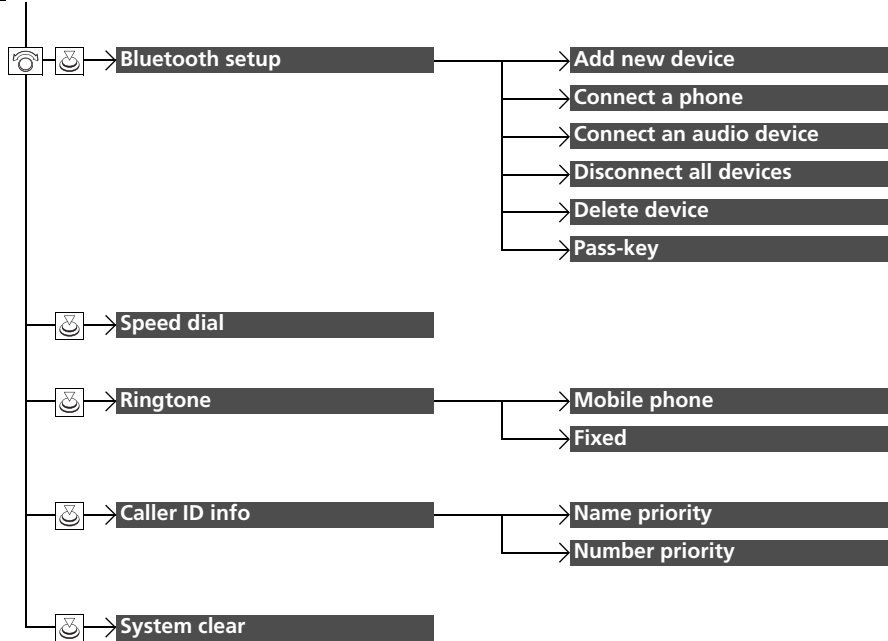 Bluetooth setup
Add new device
Connect a phone
Connect an audio device
Disconnect all devices
Delete device
Pass-key
Speed dial
Ringtone
Mobile phone
Fixed
Caller ID info
Name priority
Number priority
System clear